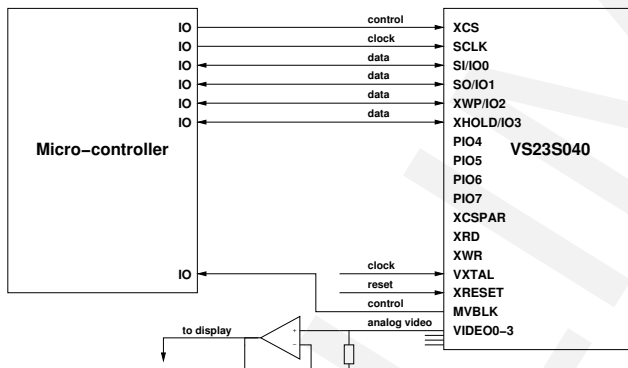 IO control XCS
IO clock SCLK
IO data SI/IO0
IO data SO/IO1
IO data XWP/IO2
IO data XHOLD/IO3
PIO4
Micro-controller VS23S040
PIO5
PIO6
PIO7
XCSPAR
XRD
XWR
IO clock VXTAL
reset XRESET
control MVBLK
to display + analog video VIDEO0-3
-